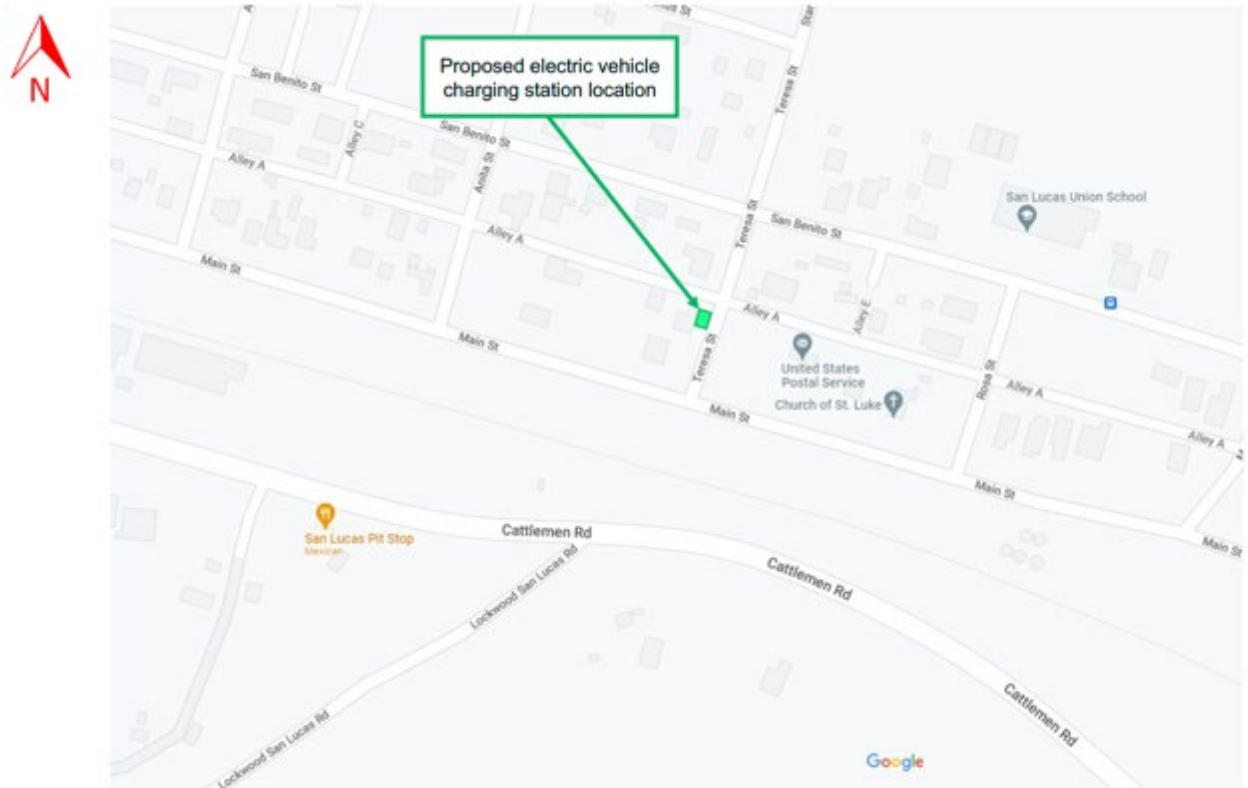 Proposed electric vehicle
charging station location
N
San Benito St
Teresa St
Alley C
San Benito St
Alley A
Anita St
San Lucas Union School
Teresa St
San Benito St
Alley A
Main St
Alley A
Alley E
Main St
Teresa St
United States
Postal Service
Rosa St
Alley A
Church of St. Luke
Main St
Alley A
Main St
San Lucas Pit Stop
Mexican
Cattlemen Rd
Main St
Lockwood San Lucas Rd
Cattlemen Rd
Cattlemen Rd
Lockwood San Lucas Rd
Google